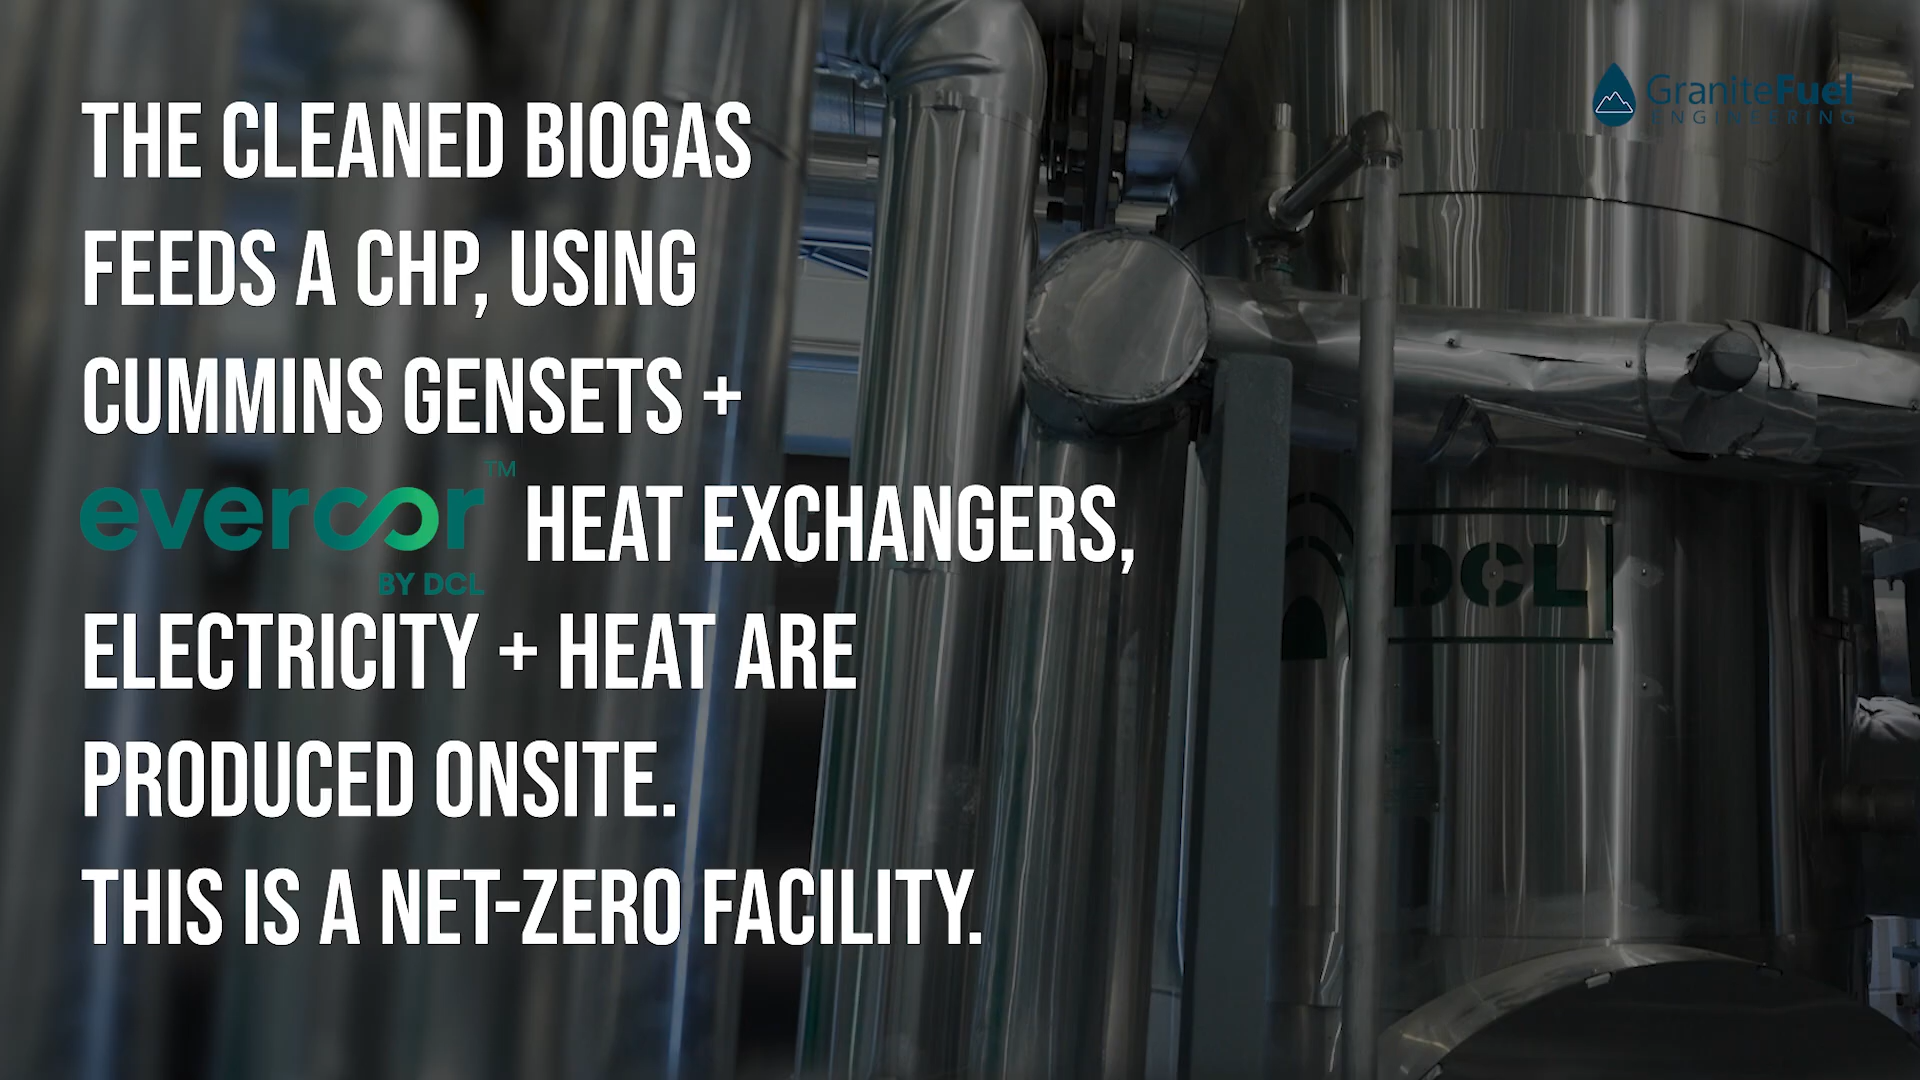 GraniteFuel
ENGINEERING
THE CLEANED BIOGAS
FEEDS A CHP, USING
CUMMINS GENSETS +
evercor™ HEAT EXCHANGERS,
BY DCL
ELECTRICITY + HEAT ARE
PRODUCED ONSITE.
THIS IS A NET-ZERO FACILITY.
DCL